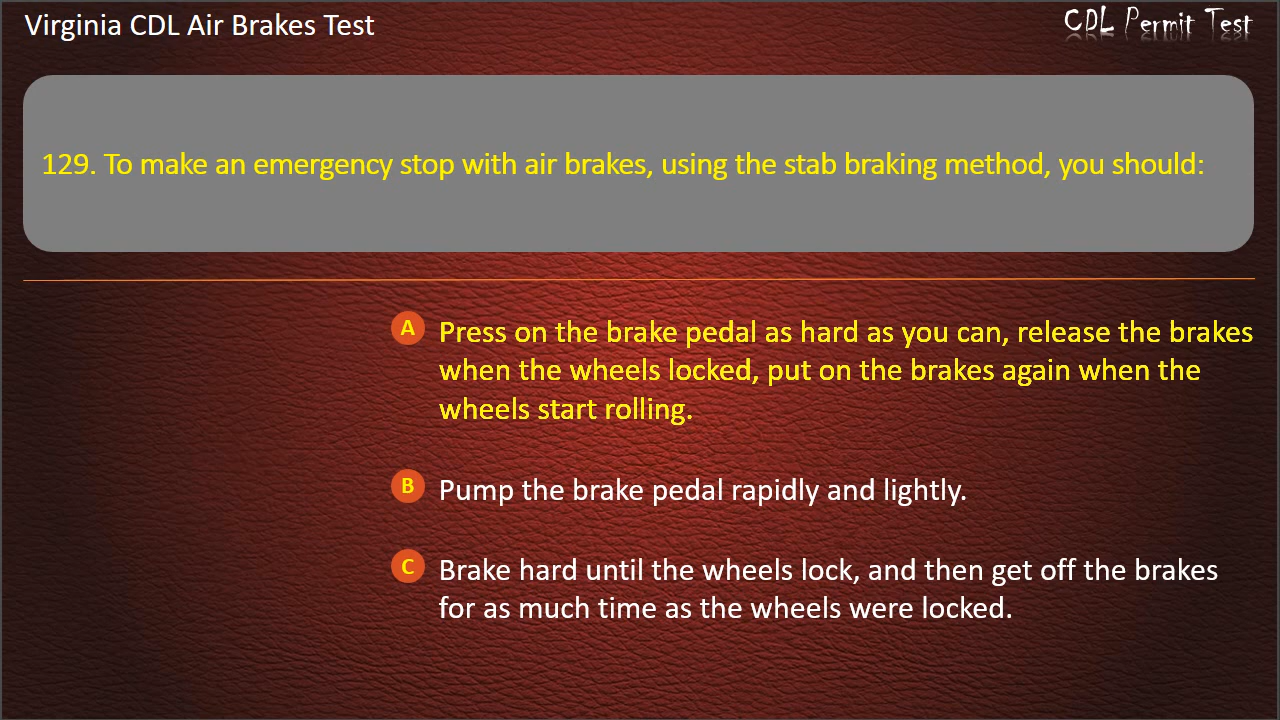 Virginia CDL Air Brakes Test
CDL Permit Test
129. To make an emergency stop with air brakes, using the stab braking method, you should:
A Press on the brake pedal as hard as you can, release the brakes
when the wheels locked, put on the brakes again when the
wheels start rolling.
B Pump the brake pedal rapidly and lightly.
C Brake hard until the wheels lock, and then get off the brakes
for as much time as the wheels were locked.